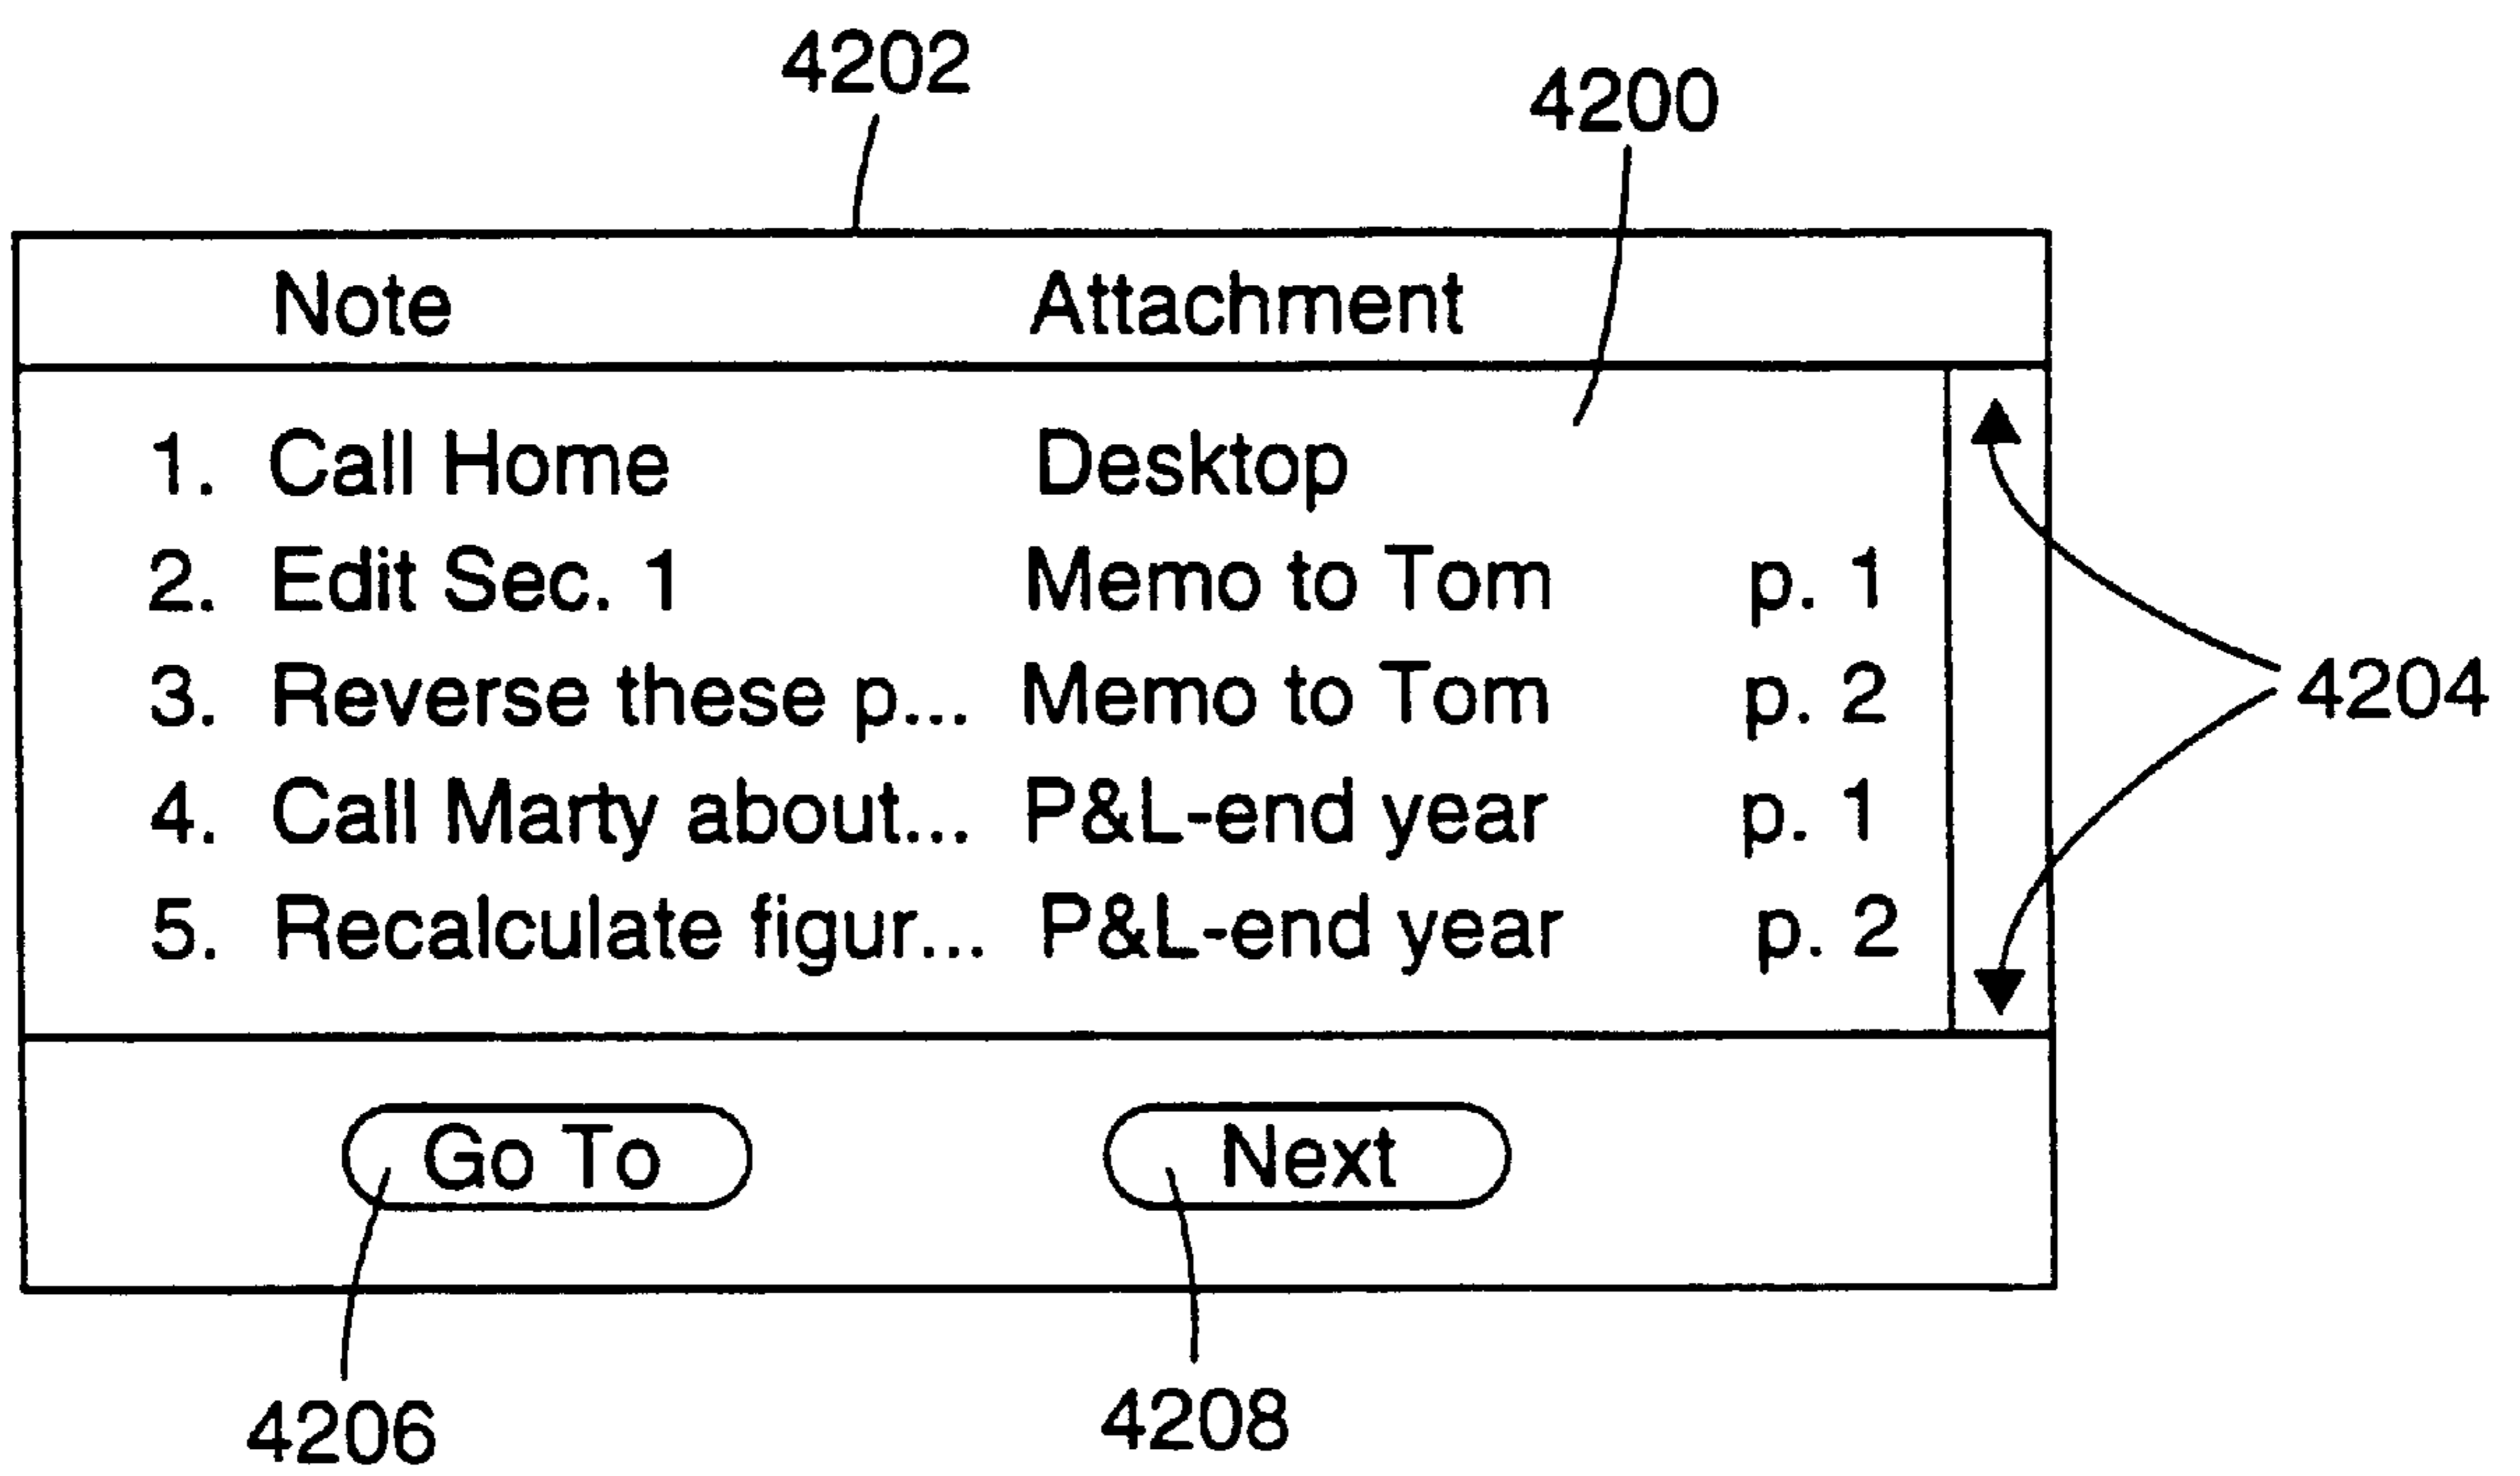 4202
4200
Note Attachment
1. Call Home Desktop
2. Edit Sec. 1 Memo to Tom p. 1
3. Reverse these p... Memo to Tom p. 2
4204
4. Call Marty about... P&L-end year p. 1
5. Recalculate figur... P&L-end year p. 2
Go To Next
4206 4208